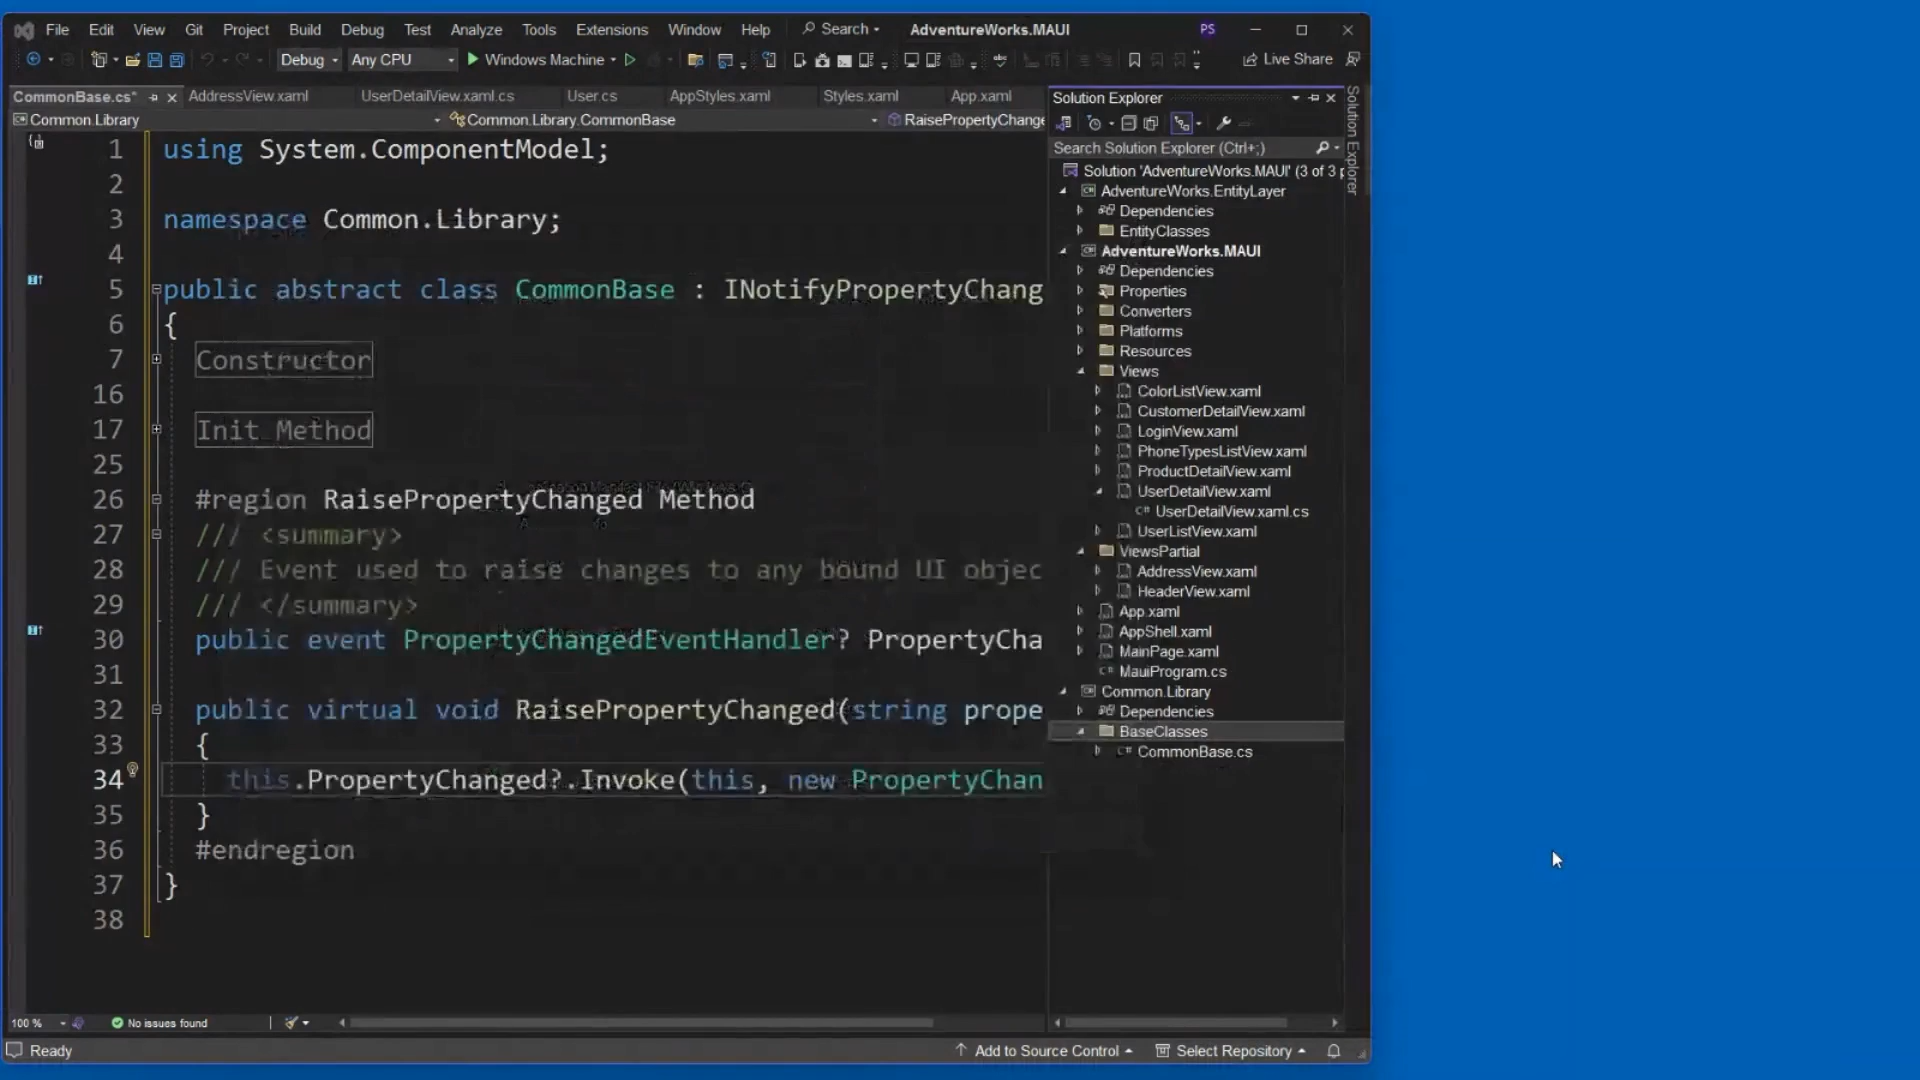 File Edit View Git Project Build Debug Test Analyze Tools Extensions Window Help Search AdventureWorks.MAUI PS
Debug Any CPU Windows Machine Live Share
CommonBase.cs* AddressView.xaml UserDetailView.xaml.cs User.cs AppStyles.xaml Styles.xaml App.xaml
Common.Library Common.Library.CommonBase RaisePropertyChange
1 using System.ComponentModel;
2
3 namespace Common.Library;
4
5 public abstract class CommonBase : INotifyPropertyChang
6 {
7 Constructor
16
17 Init Method
25
26 #region RaisePropertyChanged Method
27 /// <summary>
28 /// Event used to raise changes to any bound UI objec
29 /// </summary>
30 public event PropertyChangedEventHandler? PropertyCha
31
32 public virtual void RaisePropertyChanged(string prope
33 {
34 this.PropertyChanged?.Invoke(this, new PropertyChan
35 }
36 #endregion
37 }
38
100 % No issues found
Solution Explorer
Search Solution Explorer (Ctrl+;)
Solution 'AdventureWorks.MAUI' (3 of 3 p
AdventureWorks.EntityLayer
Dependencies
EntityClasses
AdventureWorks.MAUI
Dependencies
Properties
Converters
Platforms
Resources
Views
ColorListView.xaml
CustomerDetailView.xaml
LoginView.xaml
PhoneTypesListView.xaml
ProductDetailView.xaml
UserDetailView.xaml
UserDetailView.xaml.cs
UserListView.xaml
ViewsPartial
AddressView.xaml
HeaderView.xaml
App.xaml
AppShell.xaml
MainPage.xaml
MauiProgram.cs
Common.Library
Dependencies
BaseClasses
CommonBase.cs
Solution Explorer
Ready Add to Source Control Select Repository